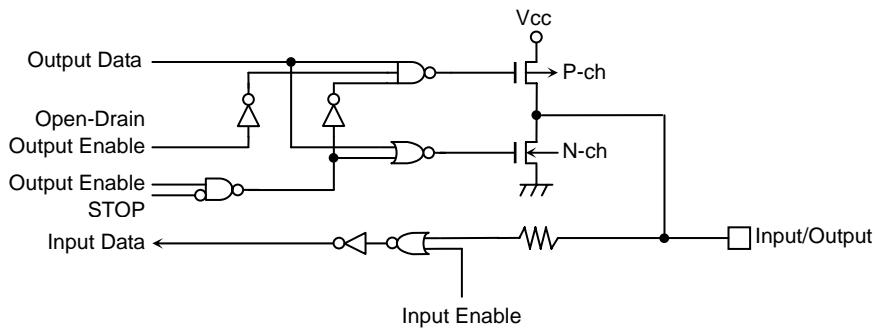 Vcc
Output Data
P-ch
Open-Drain
Output Enable
N-ch
Output Enable
STOP
Input Data
Input/Output
Input Enable